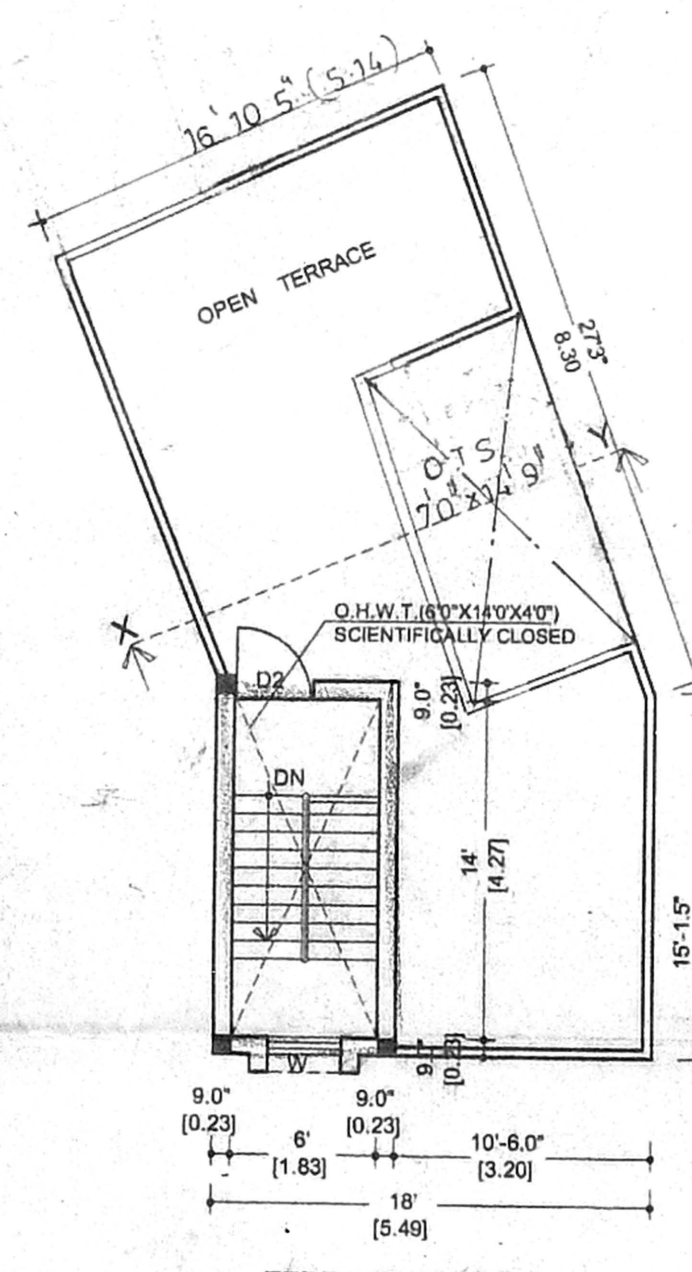 16' 10 5" (5.14)
OPEN TERRACE
27'3"
8.30
O T S
7'0" x 14' 9"
Y
X
O.H.W.T.(6'0"X14'0"X4'0")
SCIENTIFICALLY CLOSED
D2
9.0"
[0.23]
DN
14'
[4.27]
15'-1.5"
9.
[0.23]
W
9.0"
[0.23]
9.0"
[0.23]
6'
[1.83]
10'-6.0"
[3.20]
18'
[5.49]